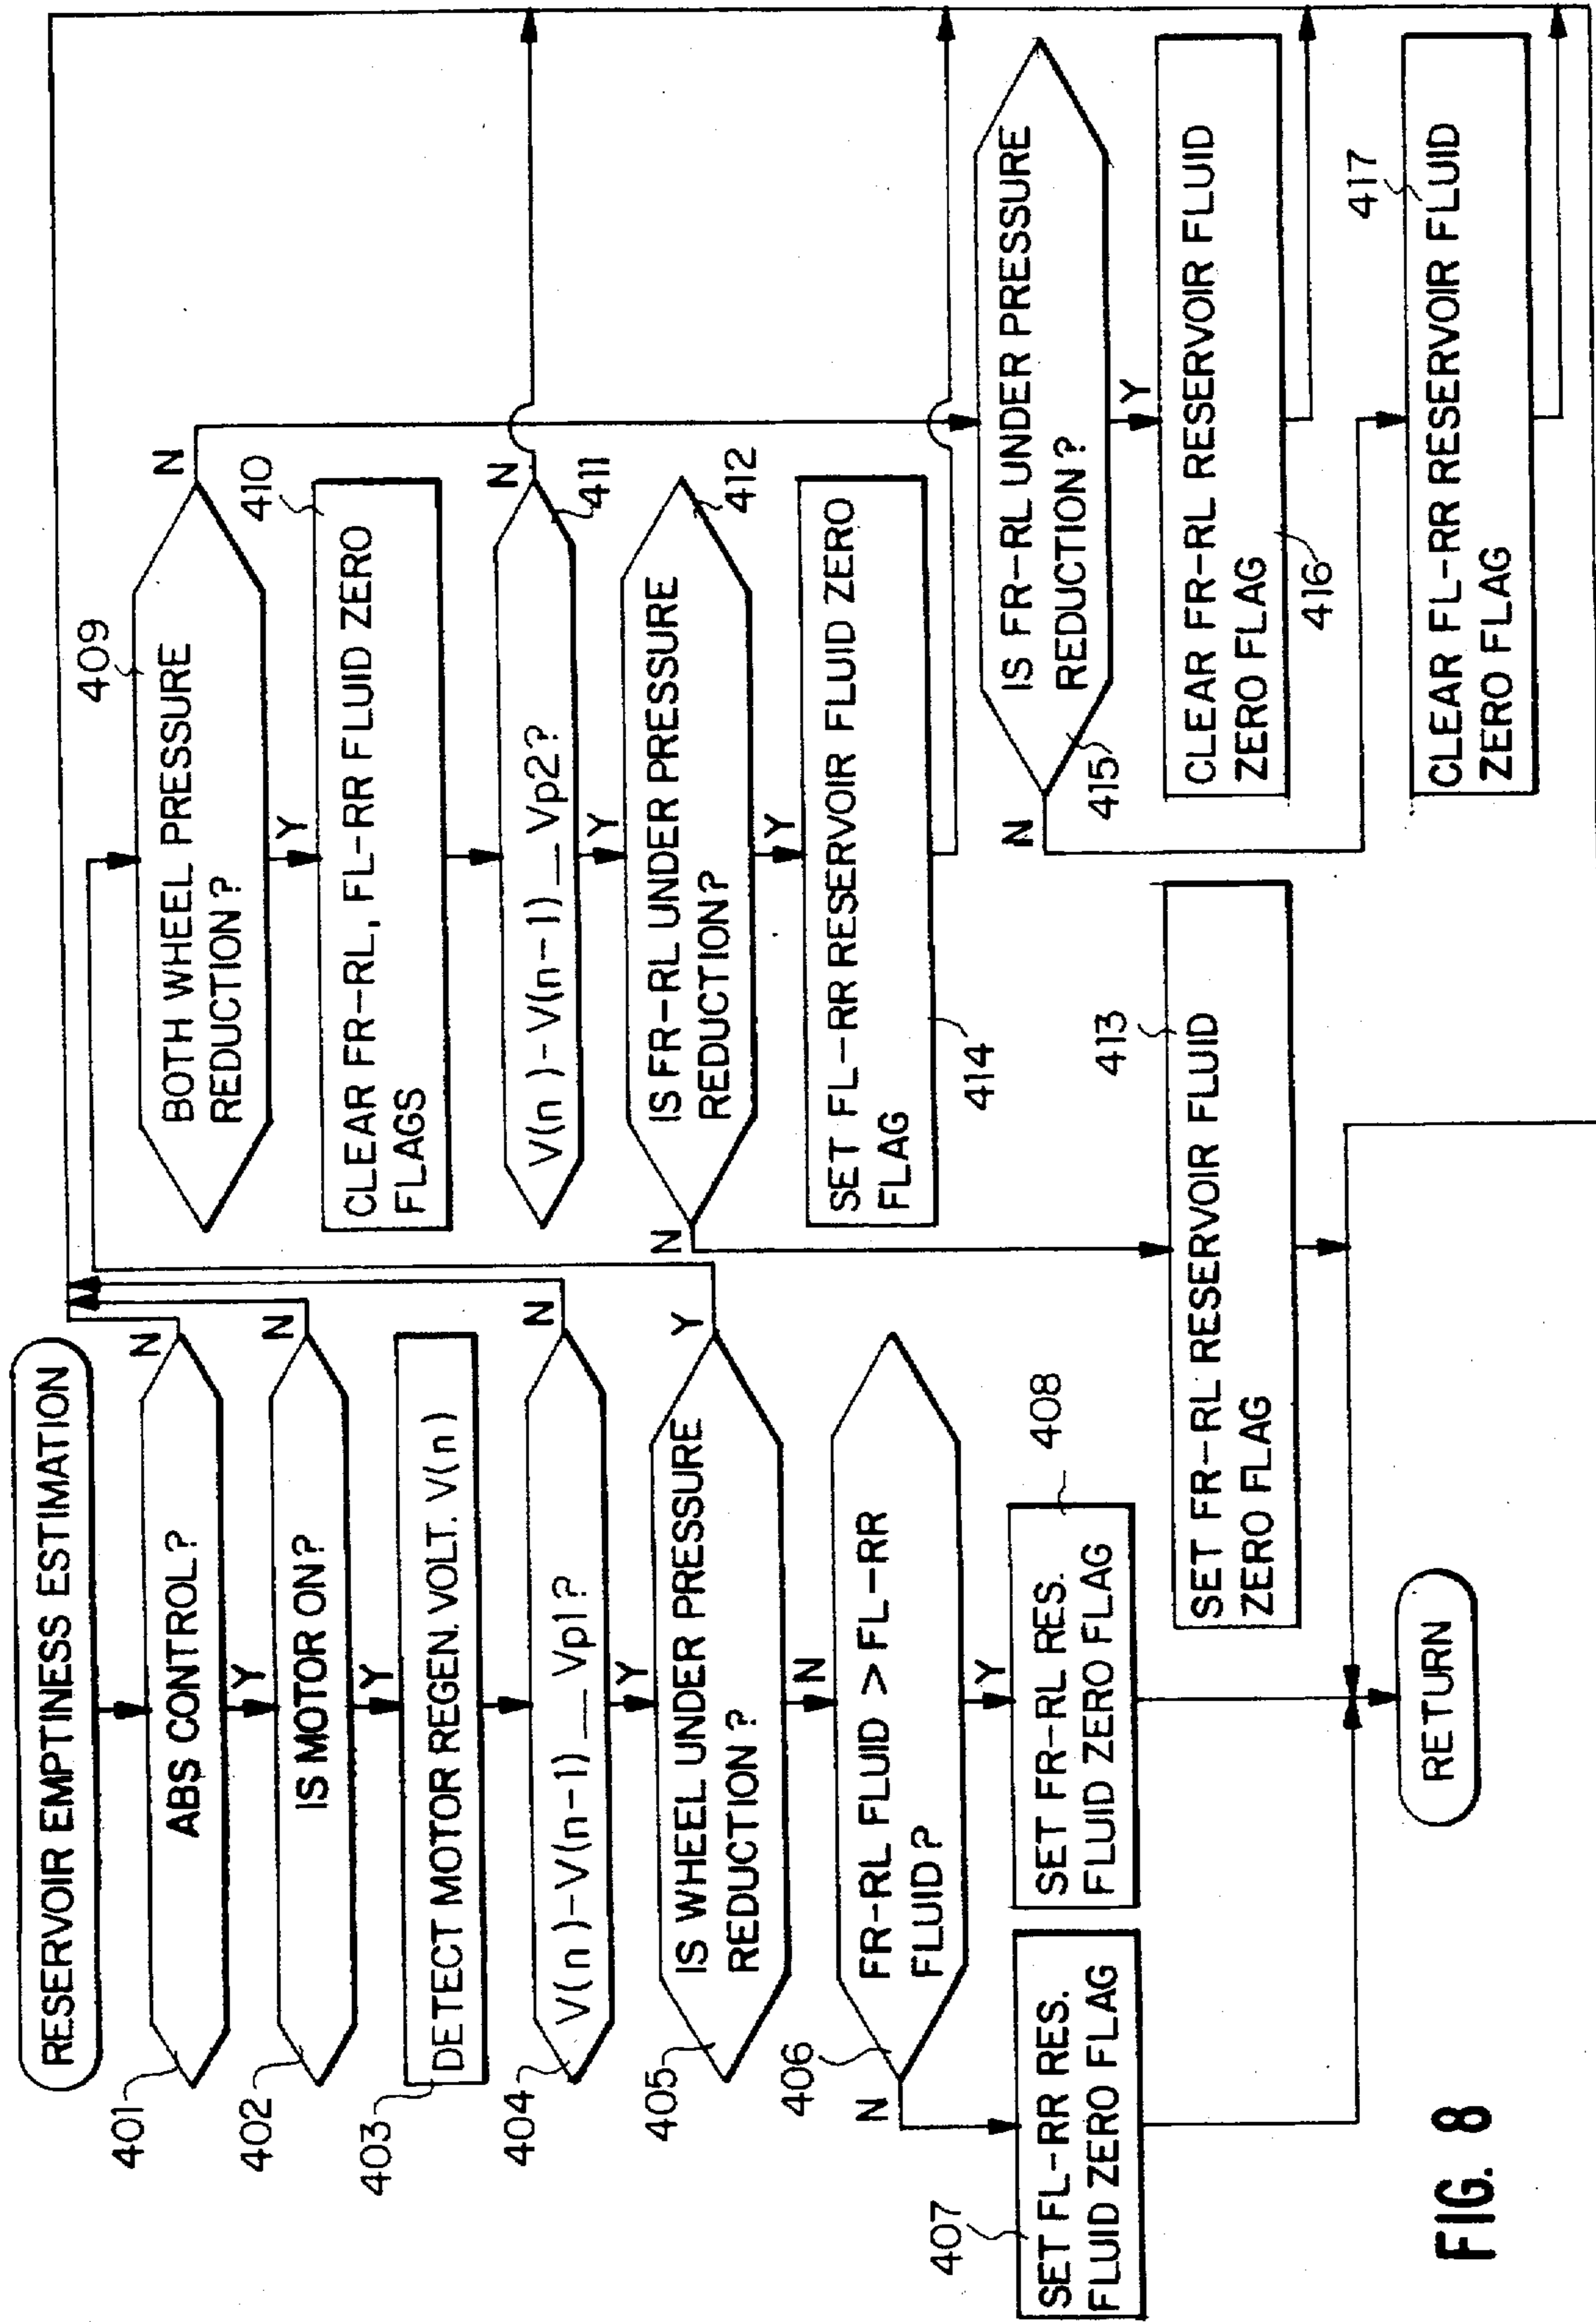 RESERVOIR EMPTINESS ESTIMATION
401
ABS CONTROL?
N
Y
402
IS MOTOR ON?
N
Y
403
DETECT MOTOR REGEN. VOLT. V(n)
404
V(n)-V(n-1)__Vp1?
N
Y
405
IS WHEEL UNDER PRESSURE
REDUCTION?
Y
N
406
FR-RL FLUID > FL-RR
FLUID?
N
Y
407
SET FL-RR RES.
FLUID ZERO FLAG
408
SET FR-RL RES.
FLUID ZERO FLAG
RETURN
409
BOTH WHEEL PRESSURE
REDUCTION?
N
Y
410
CLEAR FR-RL, FL-RR FLUID ZERO
FLAGS
411
V(n)-V(n-1)__Vp2?
N
Y
412
IS FR-RL UNDER PRESSURE
REDUCTION?
N
Y
SET FL-RR RESERVOIR FLUID ZERO
FLAG
414
413
SET FR-RL RESERVOIR FLUID
ZERO FLAG
IS FR-RL UNDER PRESSURE
REDUCTION?
415
N
Y
CLEAR FR-RL RESERVOIR FLUID
ZERO FLAG
416
417
CLEAR FL-RR RESERVOIR FLUID
ZERO FLAG
FIG. 8